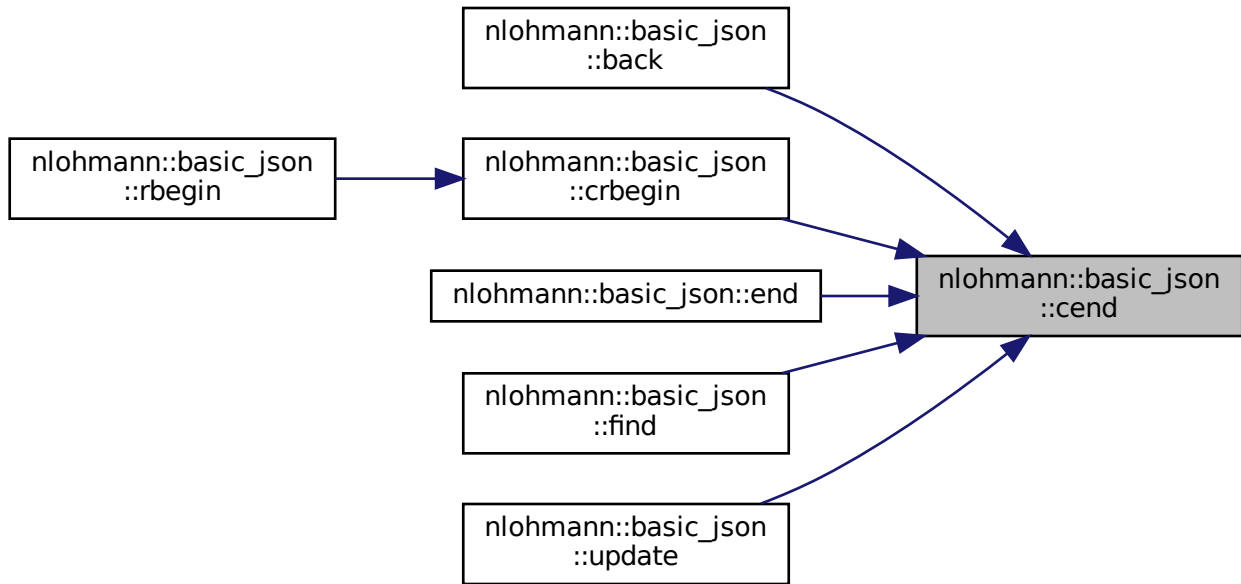 nlohmann::basic_json
::back
nlohmann::basic_json
::rbegin
nlohmann::basic_json
::crbegin
nlohmann::basic_json::end
nlohmann::basic_json
::cend
nlohmann::basic_json
::find
nlohmann::basic_json
::update